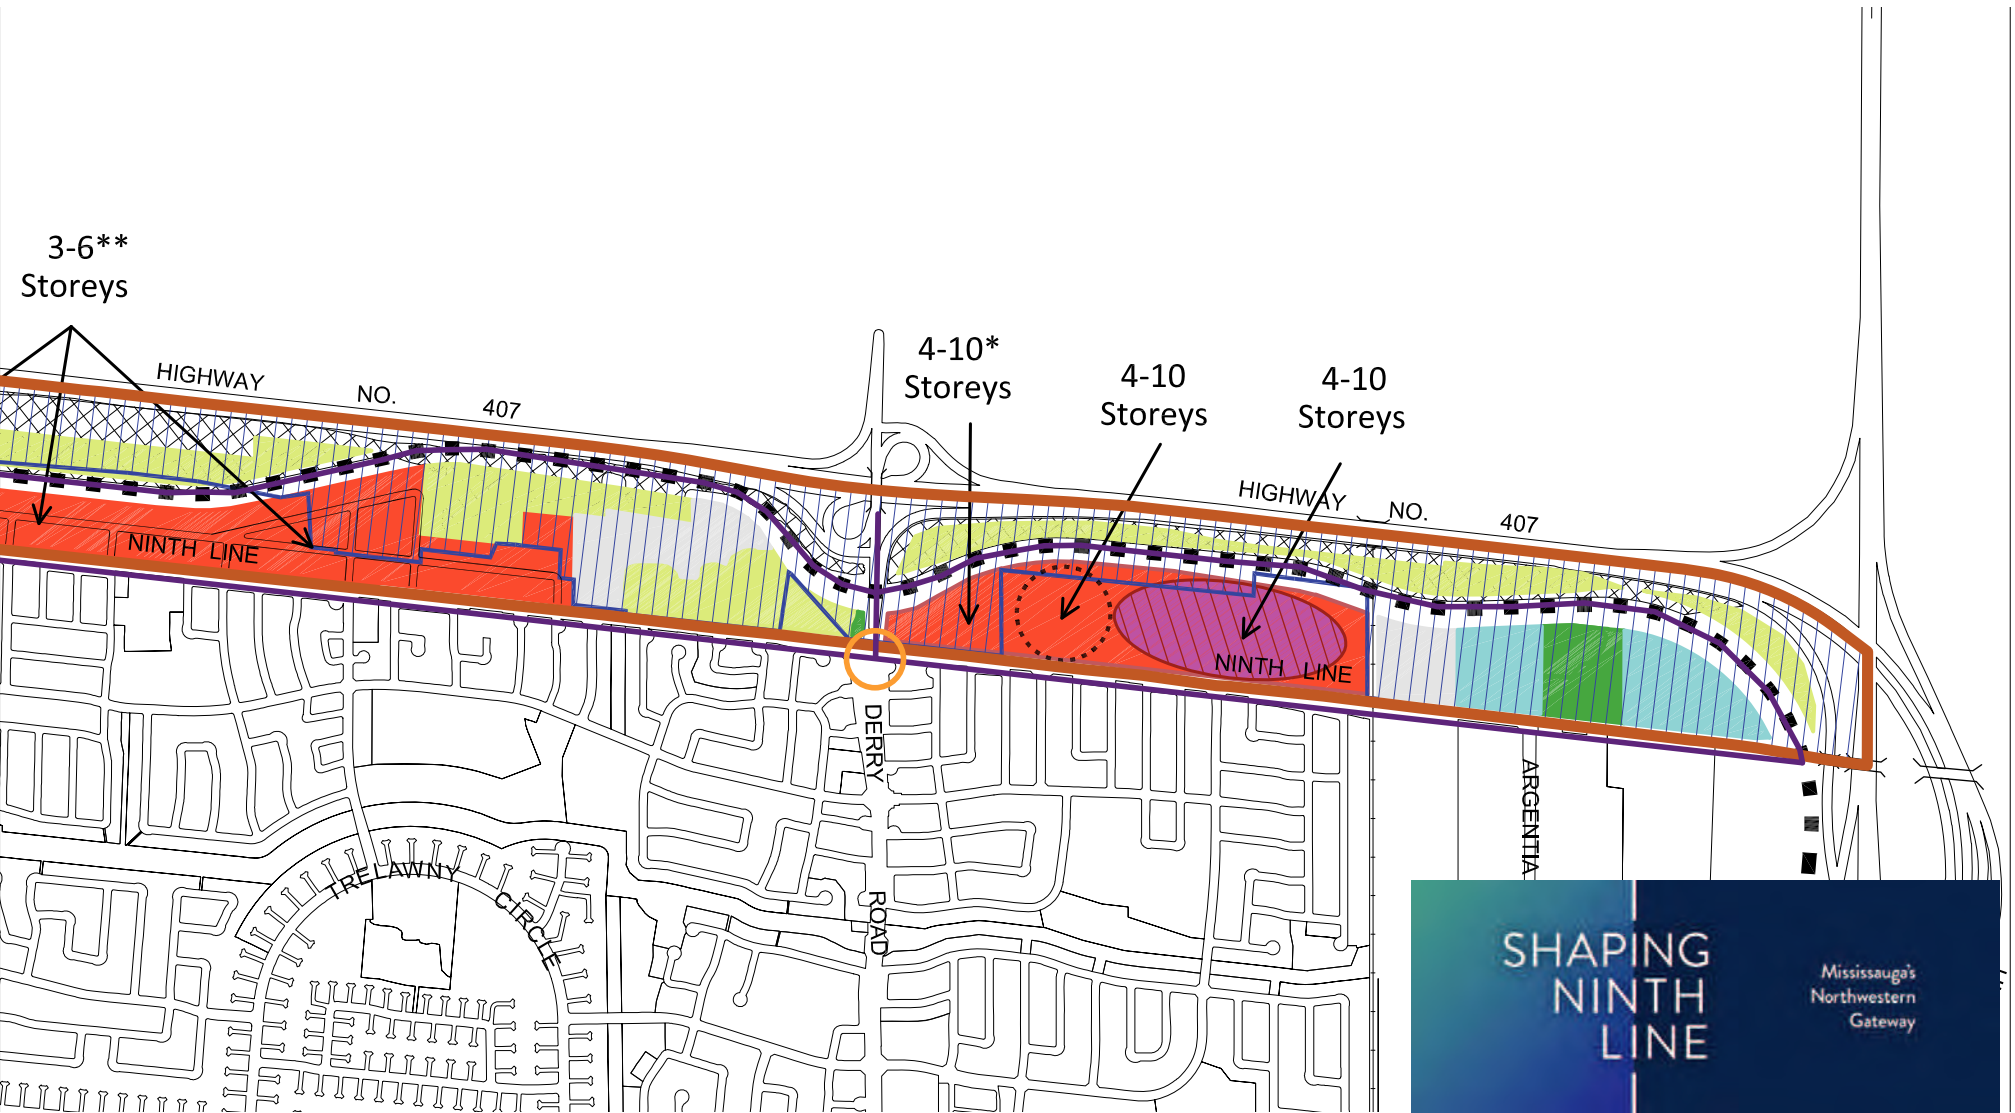 3-6**
Storeys
HIGHWAY NO. 407
4-10*
Storeys
4-10
Storeys
4-10
Storeys
HIGHWAY NO. 407
NINTH LINE
NINTH LINE
DERRY
ROAD
ARGENTIA
TRELAWNY
CIRCLE
SHAPING
NINTH
LINE
Mississauga's
Northwestern
Gateway